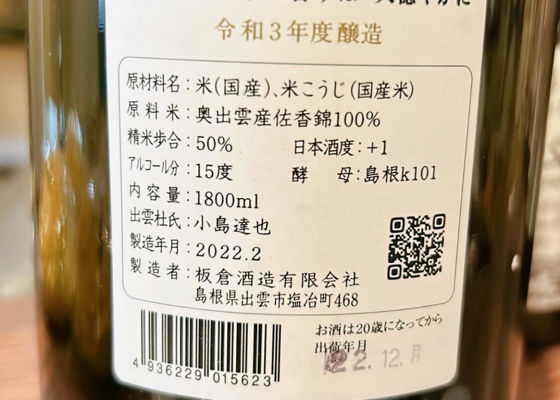 令和3年度醸造
原材料名：米(国産)、米こうじ(国産米)
原料米：奥出雲産佐香錦100%
精米歩合：50% 日本酒度：+1
アルコール分：15度 酵母：島根k101
内容量：1800ml
出雲杜氏：小島達也
製造年月：2022.2
製造者：板倉酒造有限会社
島根県出雲市塩冶町468
お酒は20歳になってから
出荷年月
22.12.月
4936229 015623